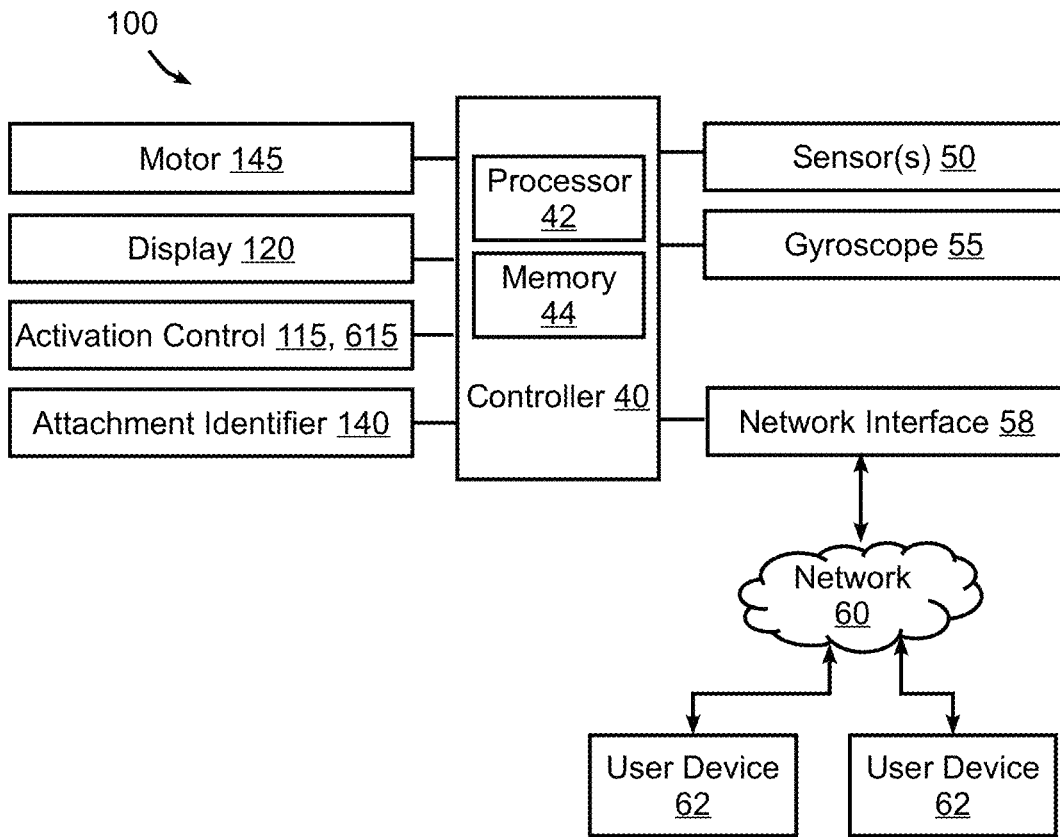 100
Motor 145
Display 120
Activation Control 115, 615
Attachment Identifier 140
Processor
42
Memory
44
Controller 40
Sensor(s) 50
Gyroscope 55
Network Interface 58
Network
60
User Device
62
User Device
62